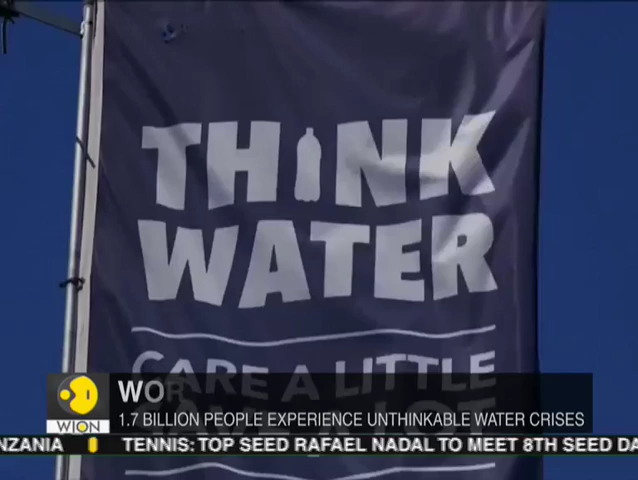 THINK
WATER
CARE A LITTLE
WO
1.7 BILLION PEOPLE EXPERIENCE UNTHINKABLE WATER CRISES
WION
NZANIA TENNIS: TOP SEED RAFAEL NADAL TO MEET 8TH SEED DA